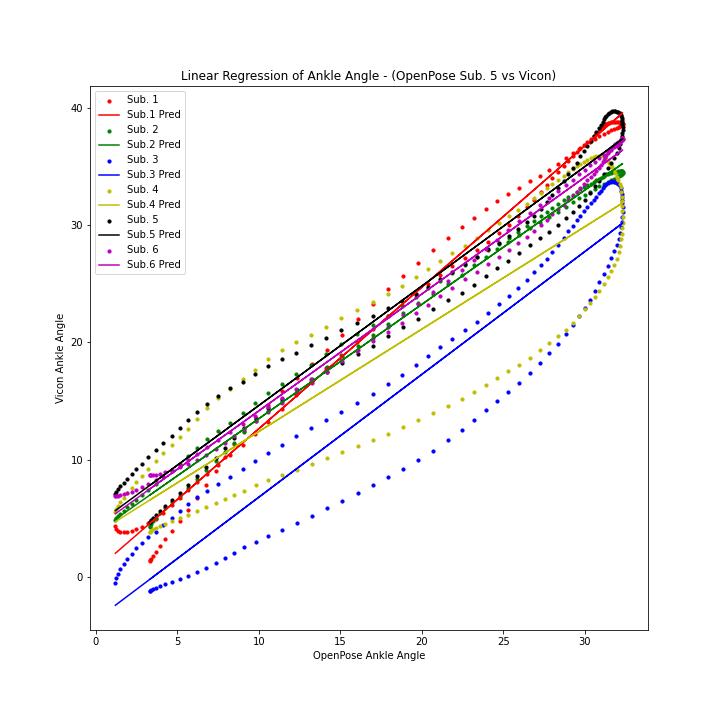 Linear Regression of Ankle Angle - (OpenPose Sub. 5 vs Vicon)
Sub. 1
Sub.1 Pred
Sub. 2
Sub.2 Pred
Sub. 3
Sub.3 Pred
Sub. 4
Sub.4 Pred
Sub. 5
Sub.5 Pred
Sub. 6
Sub.6 Pred
Vicon Ankle Angle
40
30
20
10
0
0 5 10 15 20 25 30
OpenPose Ankle Angle